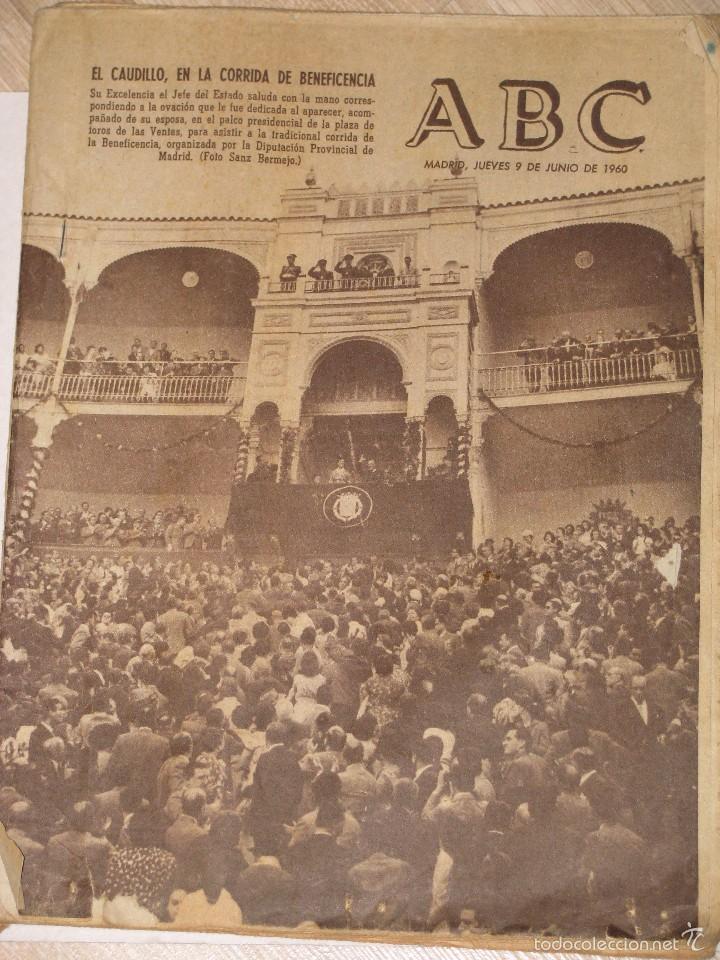 EL CAUDILLO, EN LA CORRIDA DE BENEFICENCIA
Su Excelencia el Jefe del Estado saluda con la mano corres-
pondiendo a la ovación que le fue dedicada al aparecer, acom-
pañado de su esposa, en el palco presidencial de la plaza de
toros de las Ventas, para asistir a la tradicional corrida de
la Beneficencia, organizada por la Diputación Provincial de
Madrid. (Foto Sanz Bermejo.)
ABC
MADRID, JUEVES 9 DE JUNIO DE 1960
todocoleccion.net
tc